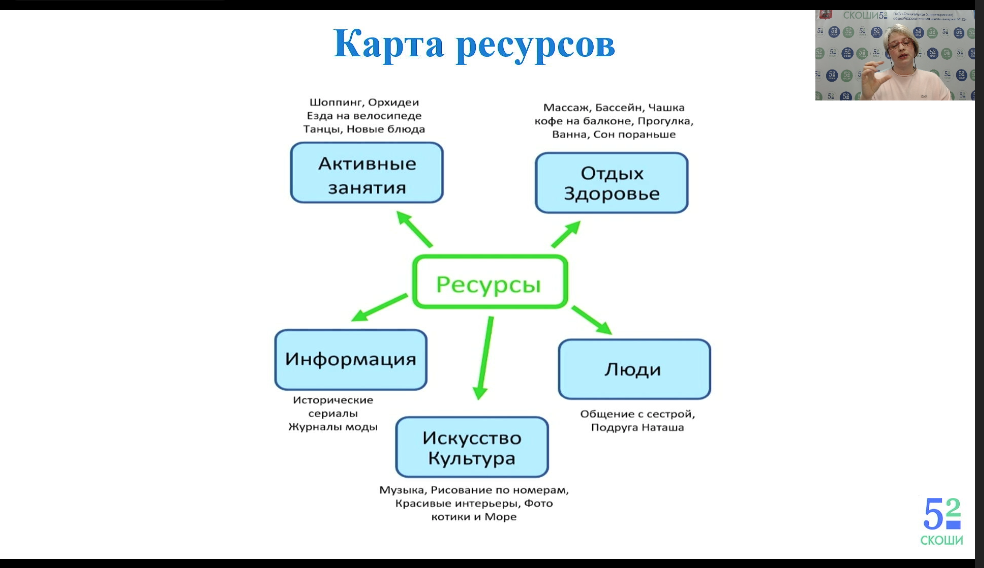 Карта ресурсов
СКОШИ52
Шоппинг, Орхидеи
Езда на велосипеде
Танцы, Новые блюда
Массаж, Бассейн, Чашка
кофе на балконе, Прогулка,
Ванна, Сон пораньше
Активные
занятия
Отдых
Здоровье
Ресурсы
Информация
Люди
Исторические
сериалы
Журналы моды
Общение с сестрой,
Подруга Наташа
Искусство
Культура
Музыка, Рисование по номерам,
Красивые интерьеры, Фото
котики и Море
52
СКОШИ